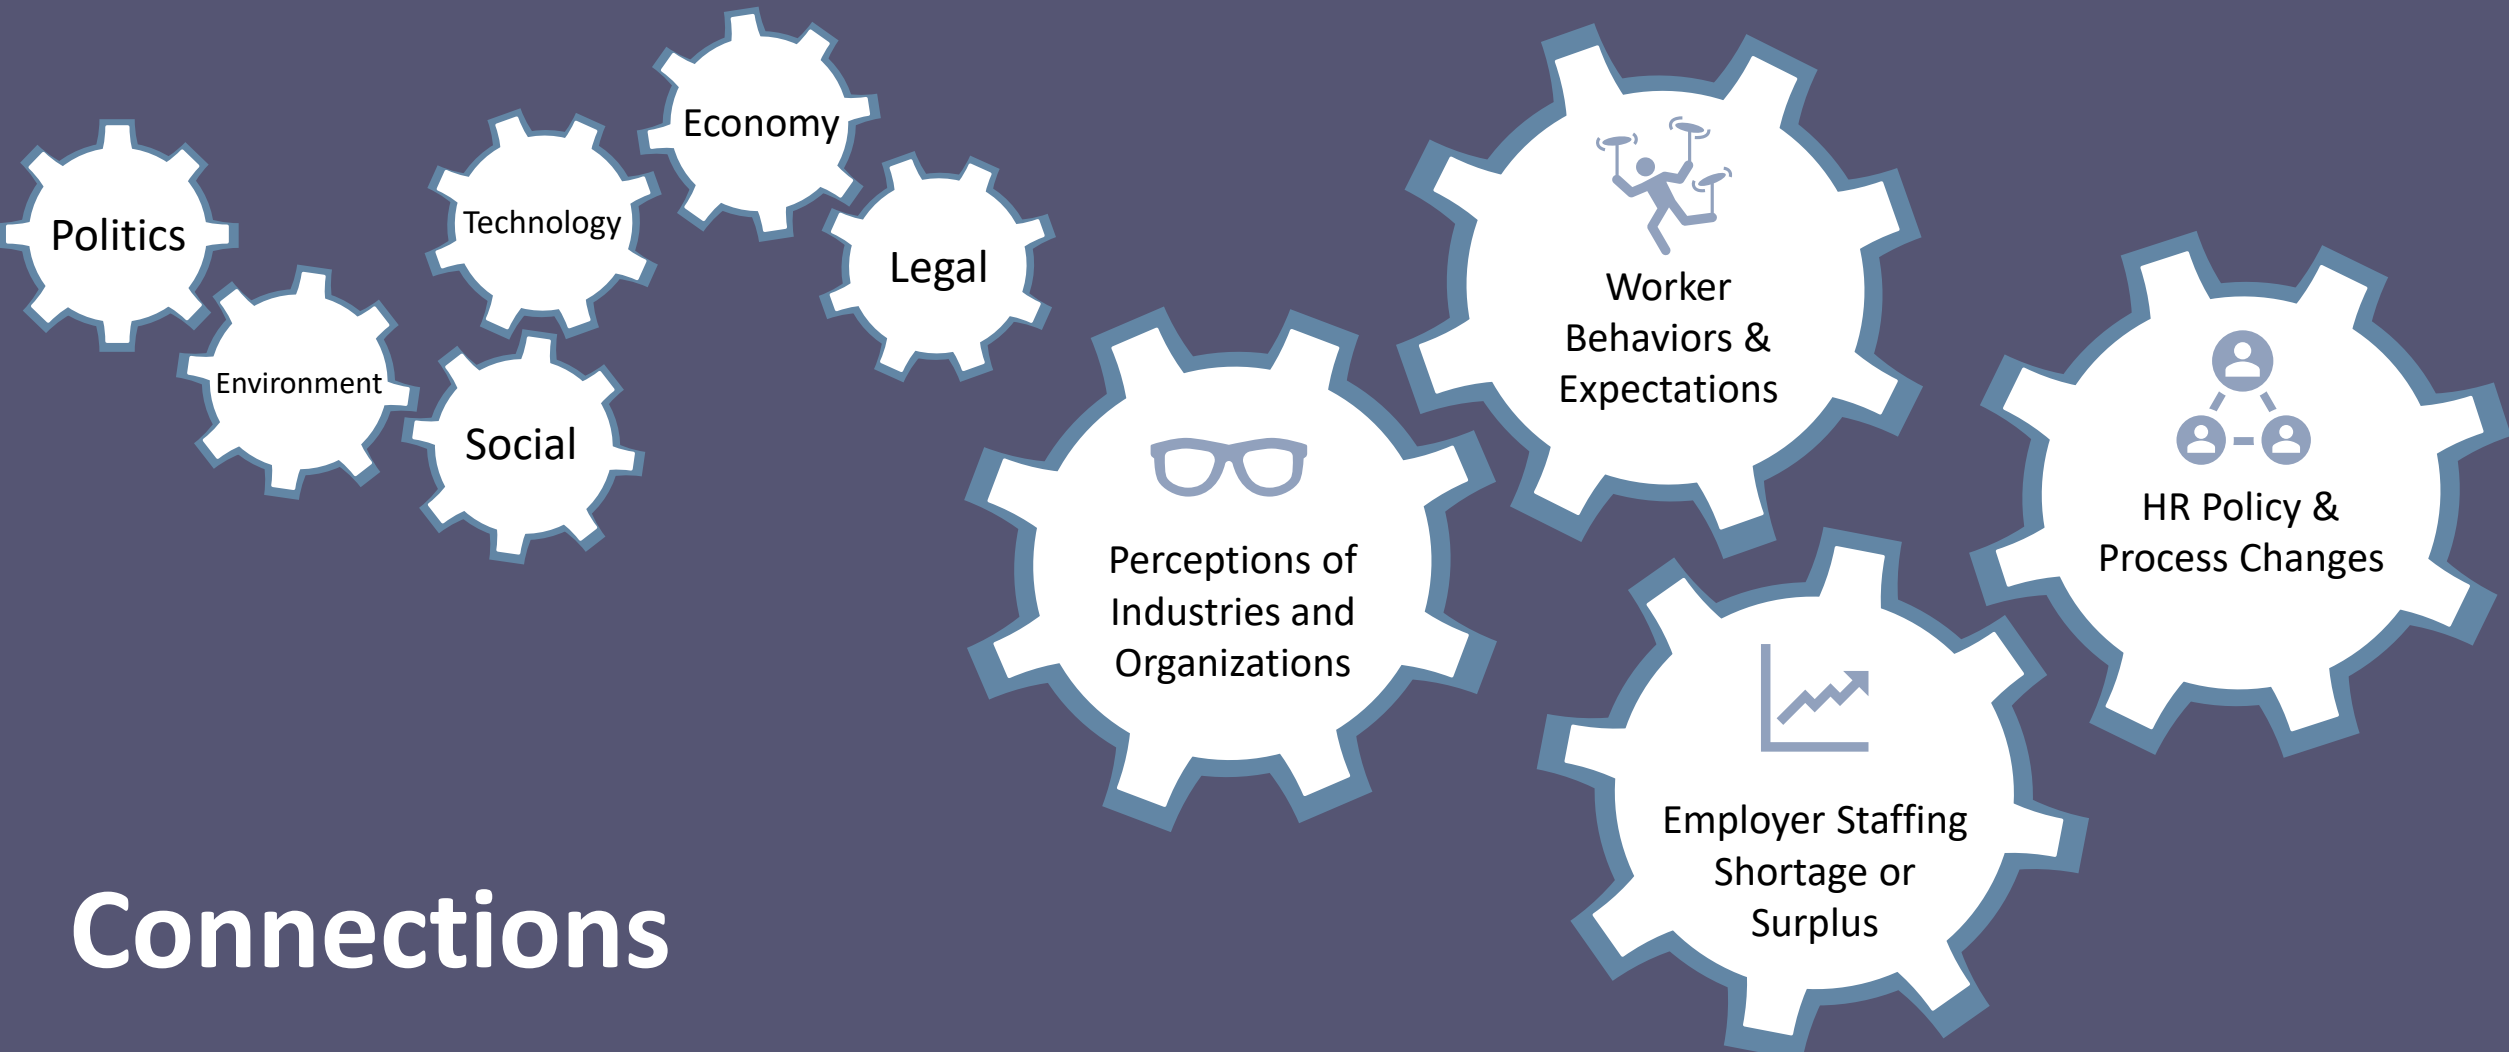 Economy
Technology
Politics
Legal
Environment
Social
Worker
Behaviors &
Expectations
Perceptions of
Industries and
Organizations
HR Policy &
Process Changes
Employer Staffing
Shortage or
Surplus
Connections